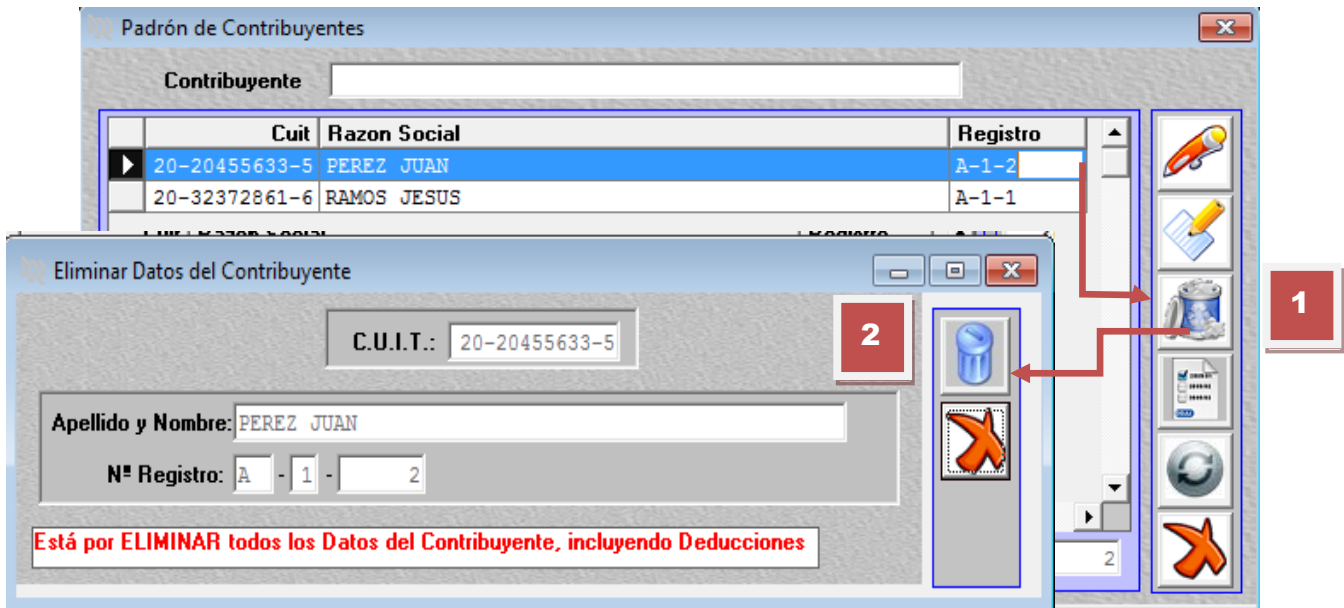 Padrón de Contribuyentes
Contribuyente
Cuit Razon Social Registro
20-20455633-5 PEREZ JUAN A-1-2
20-32372861-6 RAMOS JESUS A-1-1
Eliminar Datos del Contribuyente
1
2
C.U.I.T.: 20-20455633-5
Apellido y Nombre: PEREZ JUAN
Nº Registro: A - 1 - 2
Está por ELIMINAR todos los Datos del Contribuyente, incluyendo Deducciones
2